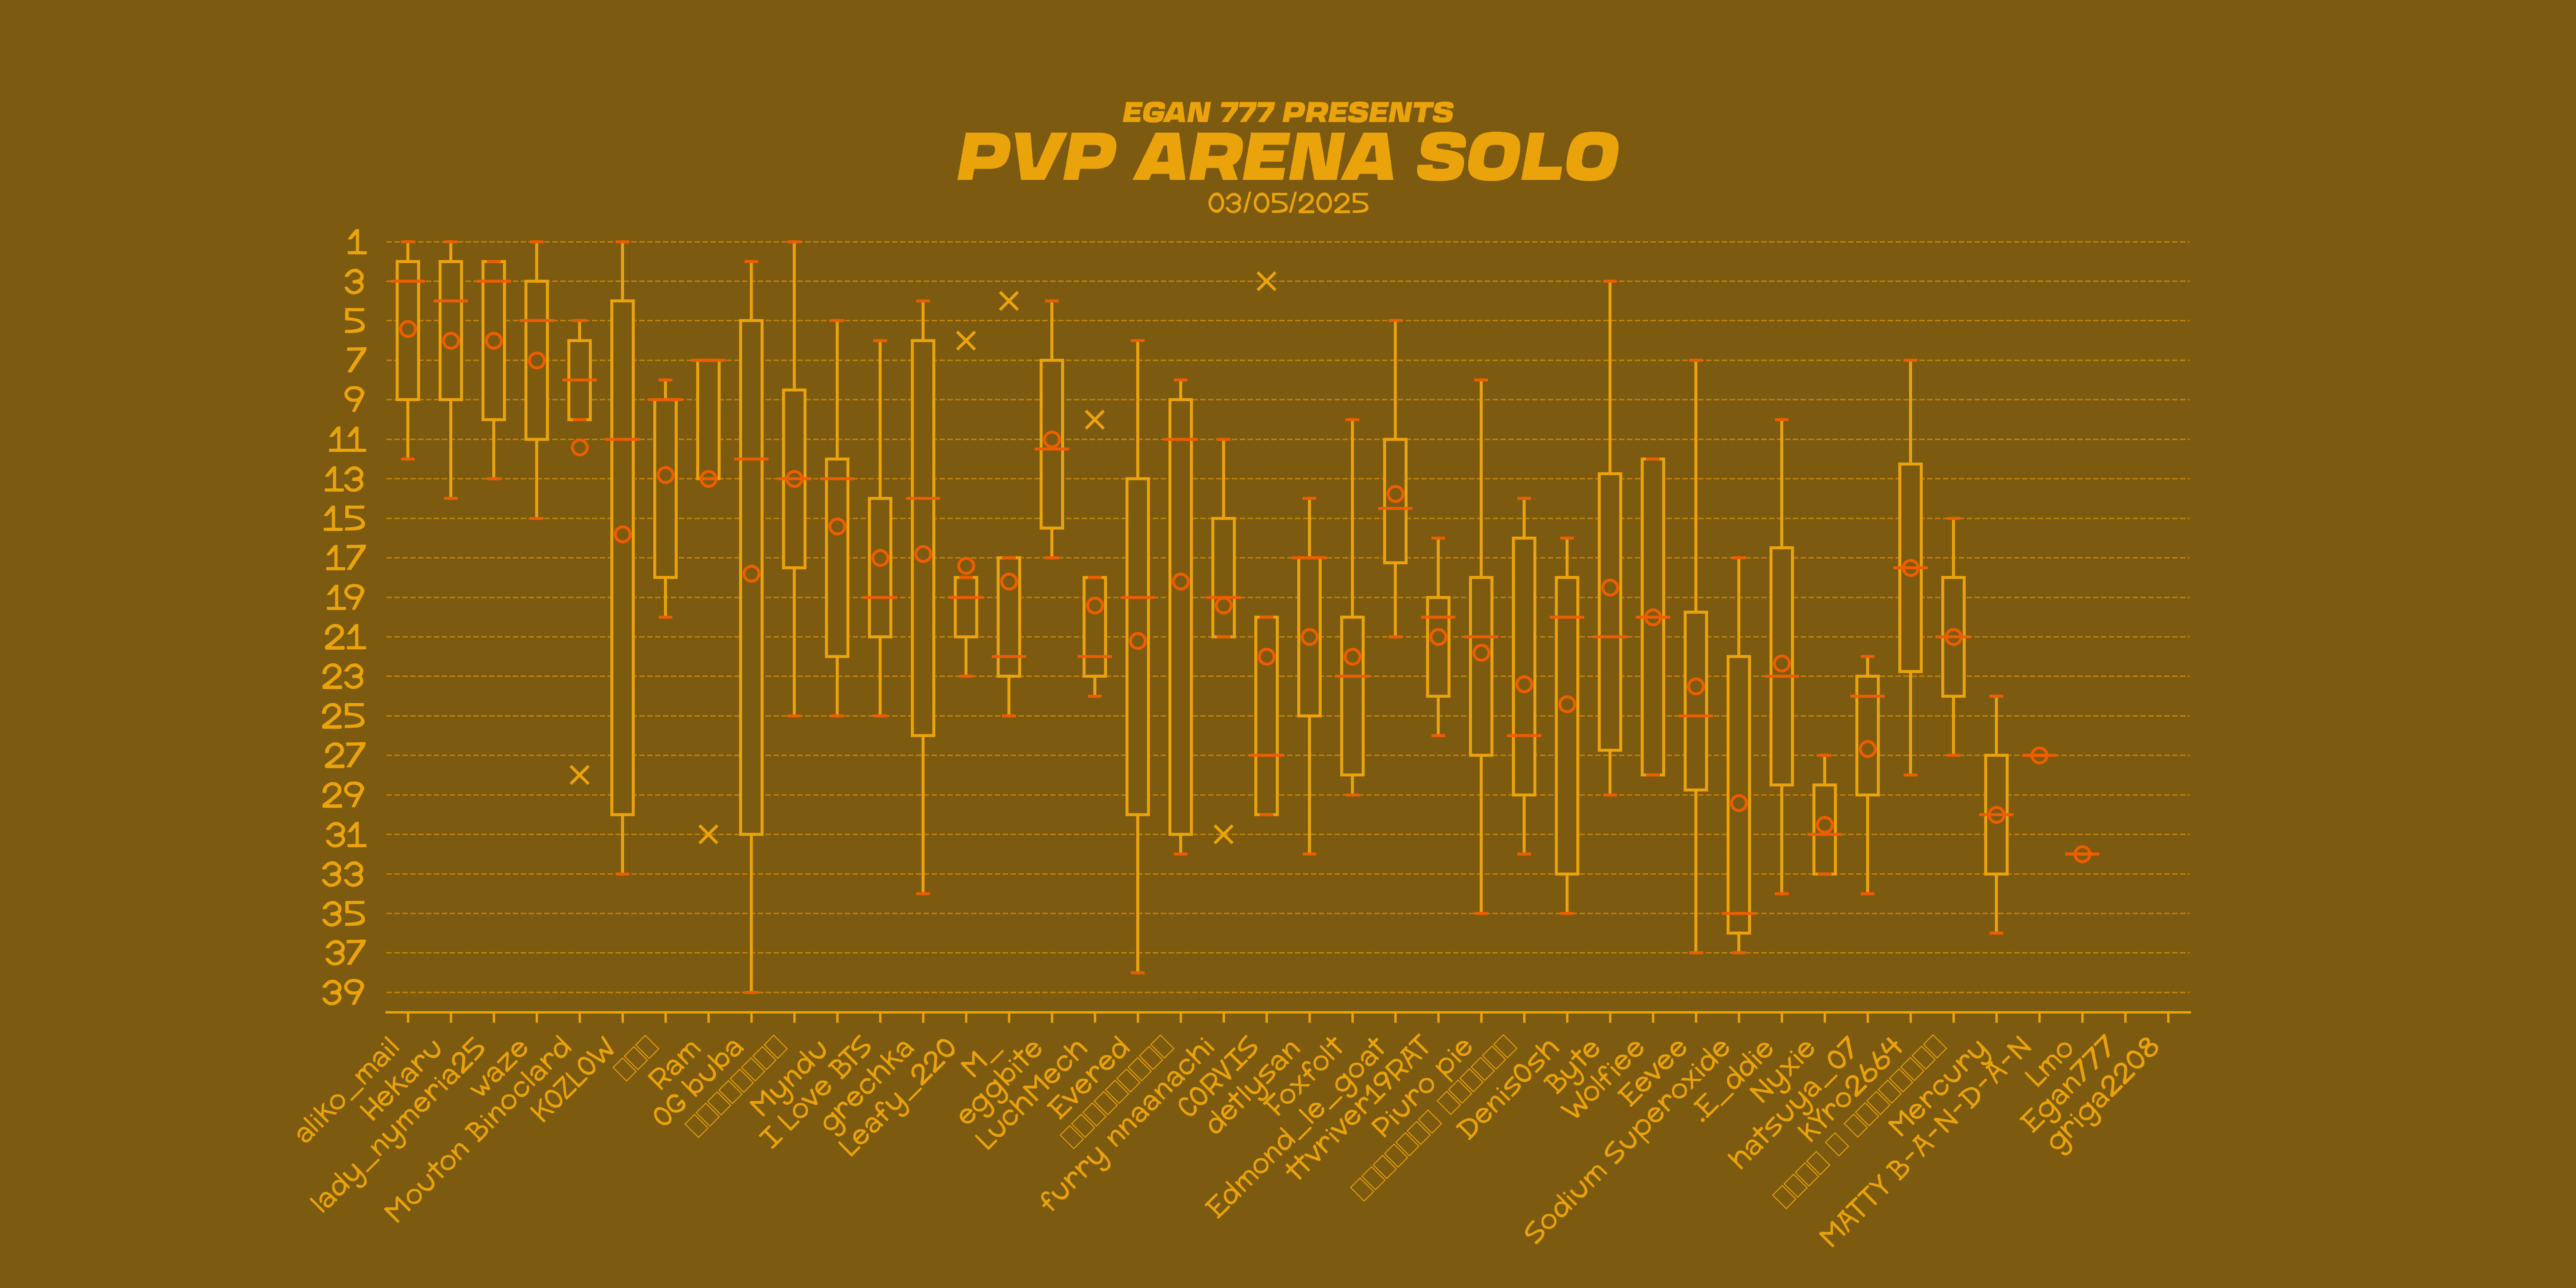 EGAN 777 PRESENTS
PVP ARENA SOLO
03/05/2025
1
3
5
7
9
11
13
15
17
19
21
23
25
27
29
31
33
35
37
39
aliko_mail
Hekaru
lady_nymeria25
waze
Mouton Binoclard
KOZLOW
□□□
Ram
OG buba
□□□□□□□□
Myndu
I Love BTS
grechka
Leafy_220
M_
eggbite
LuchMech
Evered
□□□□□□□□□
furry nnaanachi
CORVIS
detlysan
Foxfolt
Edmond_le_goat
ttvriver19RAT
Piuro pie
□□□□□□□ □□□□□□
Denis0sh
Byte
Wolfiee
Eevee
Sodium Superoxide
.E_ddie
Nyxie
hatsuya_07
Kyro2664
□□□□ □ □□□□□□□□
Mercury
MATTY B-A-N-D-A-N
Lmo
Egan777
griga2208